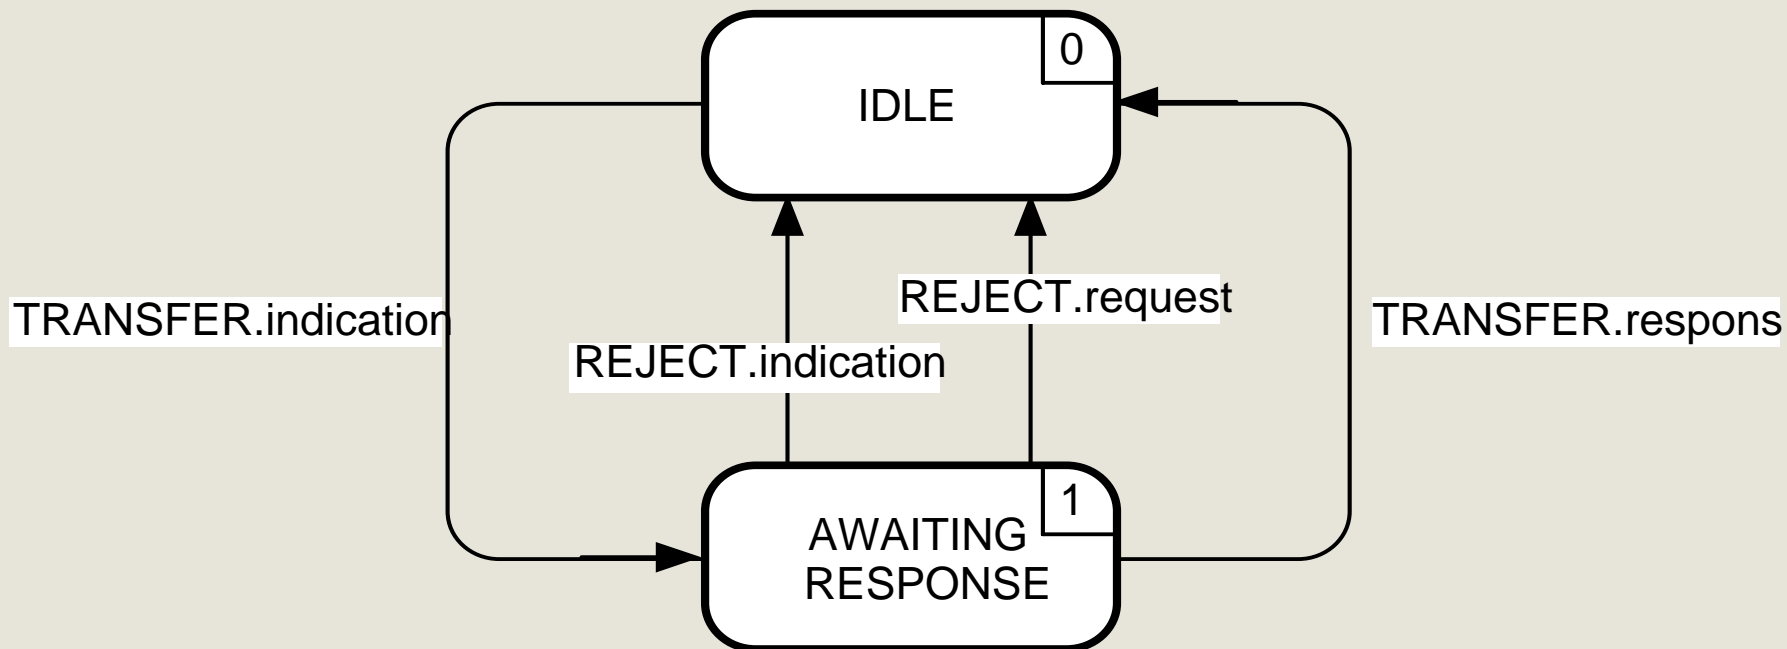 0
IDLE
REJECT.request
TRANSFER.indication
TRANSFER.respons
REJECT.indication
1
AWAITING
RESPONSE